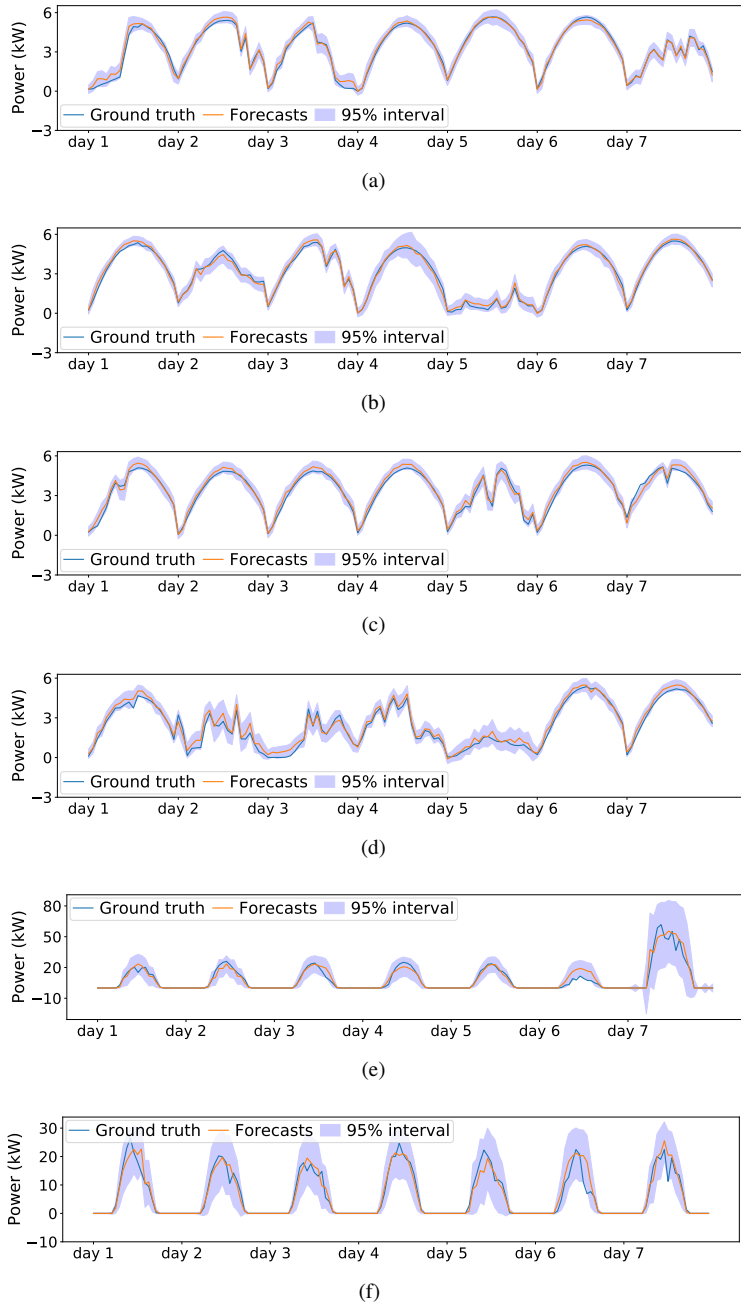 6
3
0
−3
Power (kW)
Ground truth Forecasts 95% interval
day 1 day 2 day 3 day 4 day 5 day 6 day 7
(a)
6
3
0
−3
Power (kW)
Ground truth Forecasts 95% interval
day 1 day 2 day 3 day 4 day 5 day 6 day 7
(b)
6
3
0
−3
Power (kW)
Ground truth Forecasts 95% interval
day 1 day 2 day 3 day 4 day 5 day 6 day 7
(c)
6
3
0
−3
Power (kW)
Ground truth Forecasts 95% interval
day 1 day 2 day 3 day 4 day 5 day 6 day 7
(d)
Ground truth Forecasts 95% interval
80
50
20
−10
Power (kW)
day 1 day 2 day 3 day 4 day 5 day 6 day 7
(e)
Ground truth Forecasts 95% interval
30
20
10
0
−10
Power (kW)
day 1 day 2 day 3 day 4 day 5 day 6 day 7
(f)